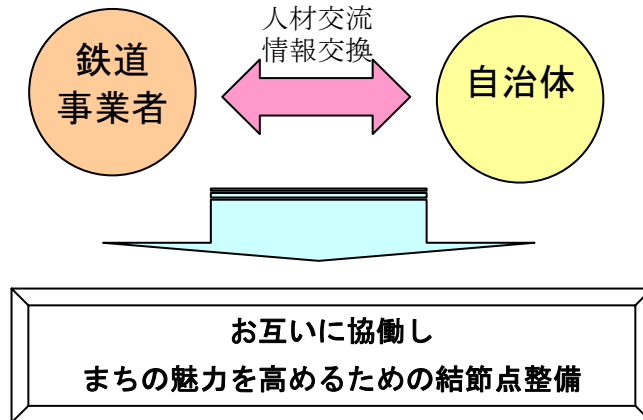 人材交流
情報交換
鉄道
事業者
自治体
お互いに協働し
まちの魅力を高めるための結節点整備